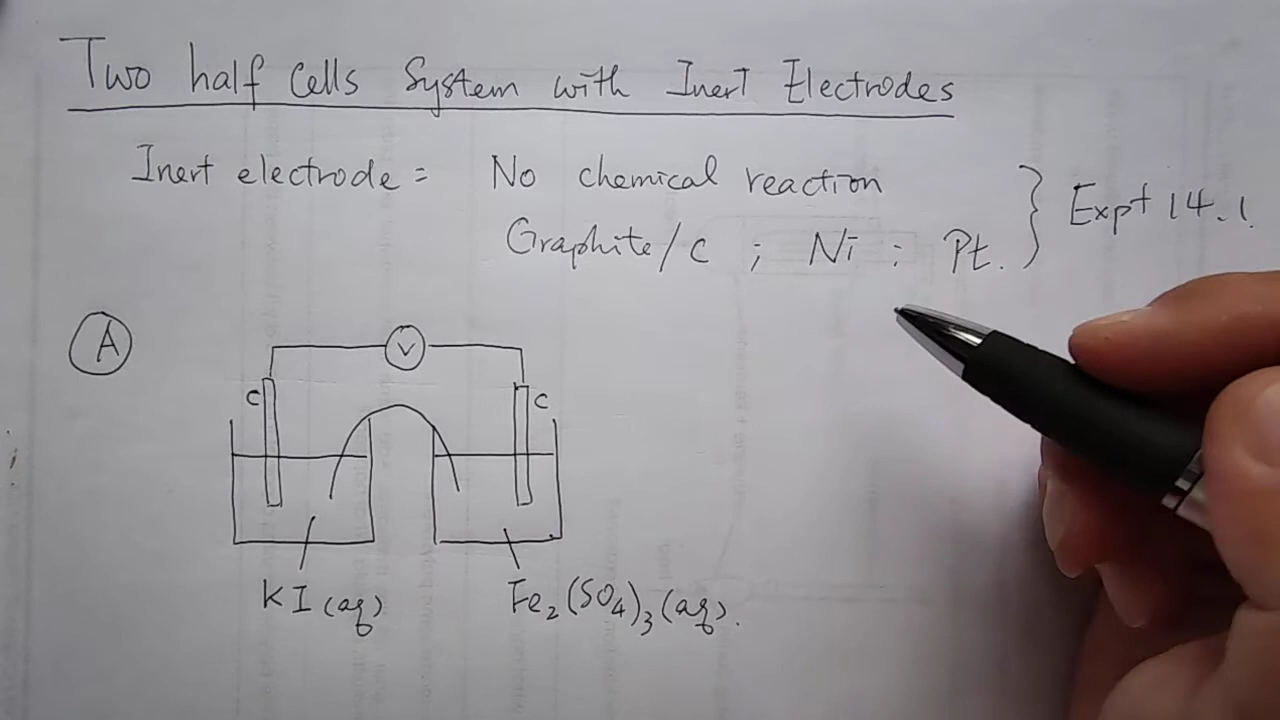 Two half Cells System with Inert Electrodes
Inert electrode = No chemical reaction
Graphite/C ; Ni : Pt. } Expt 14.1
A
V
C C
KI (aq) Fe₂(SO₄)₃ (aq).